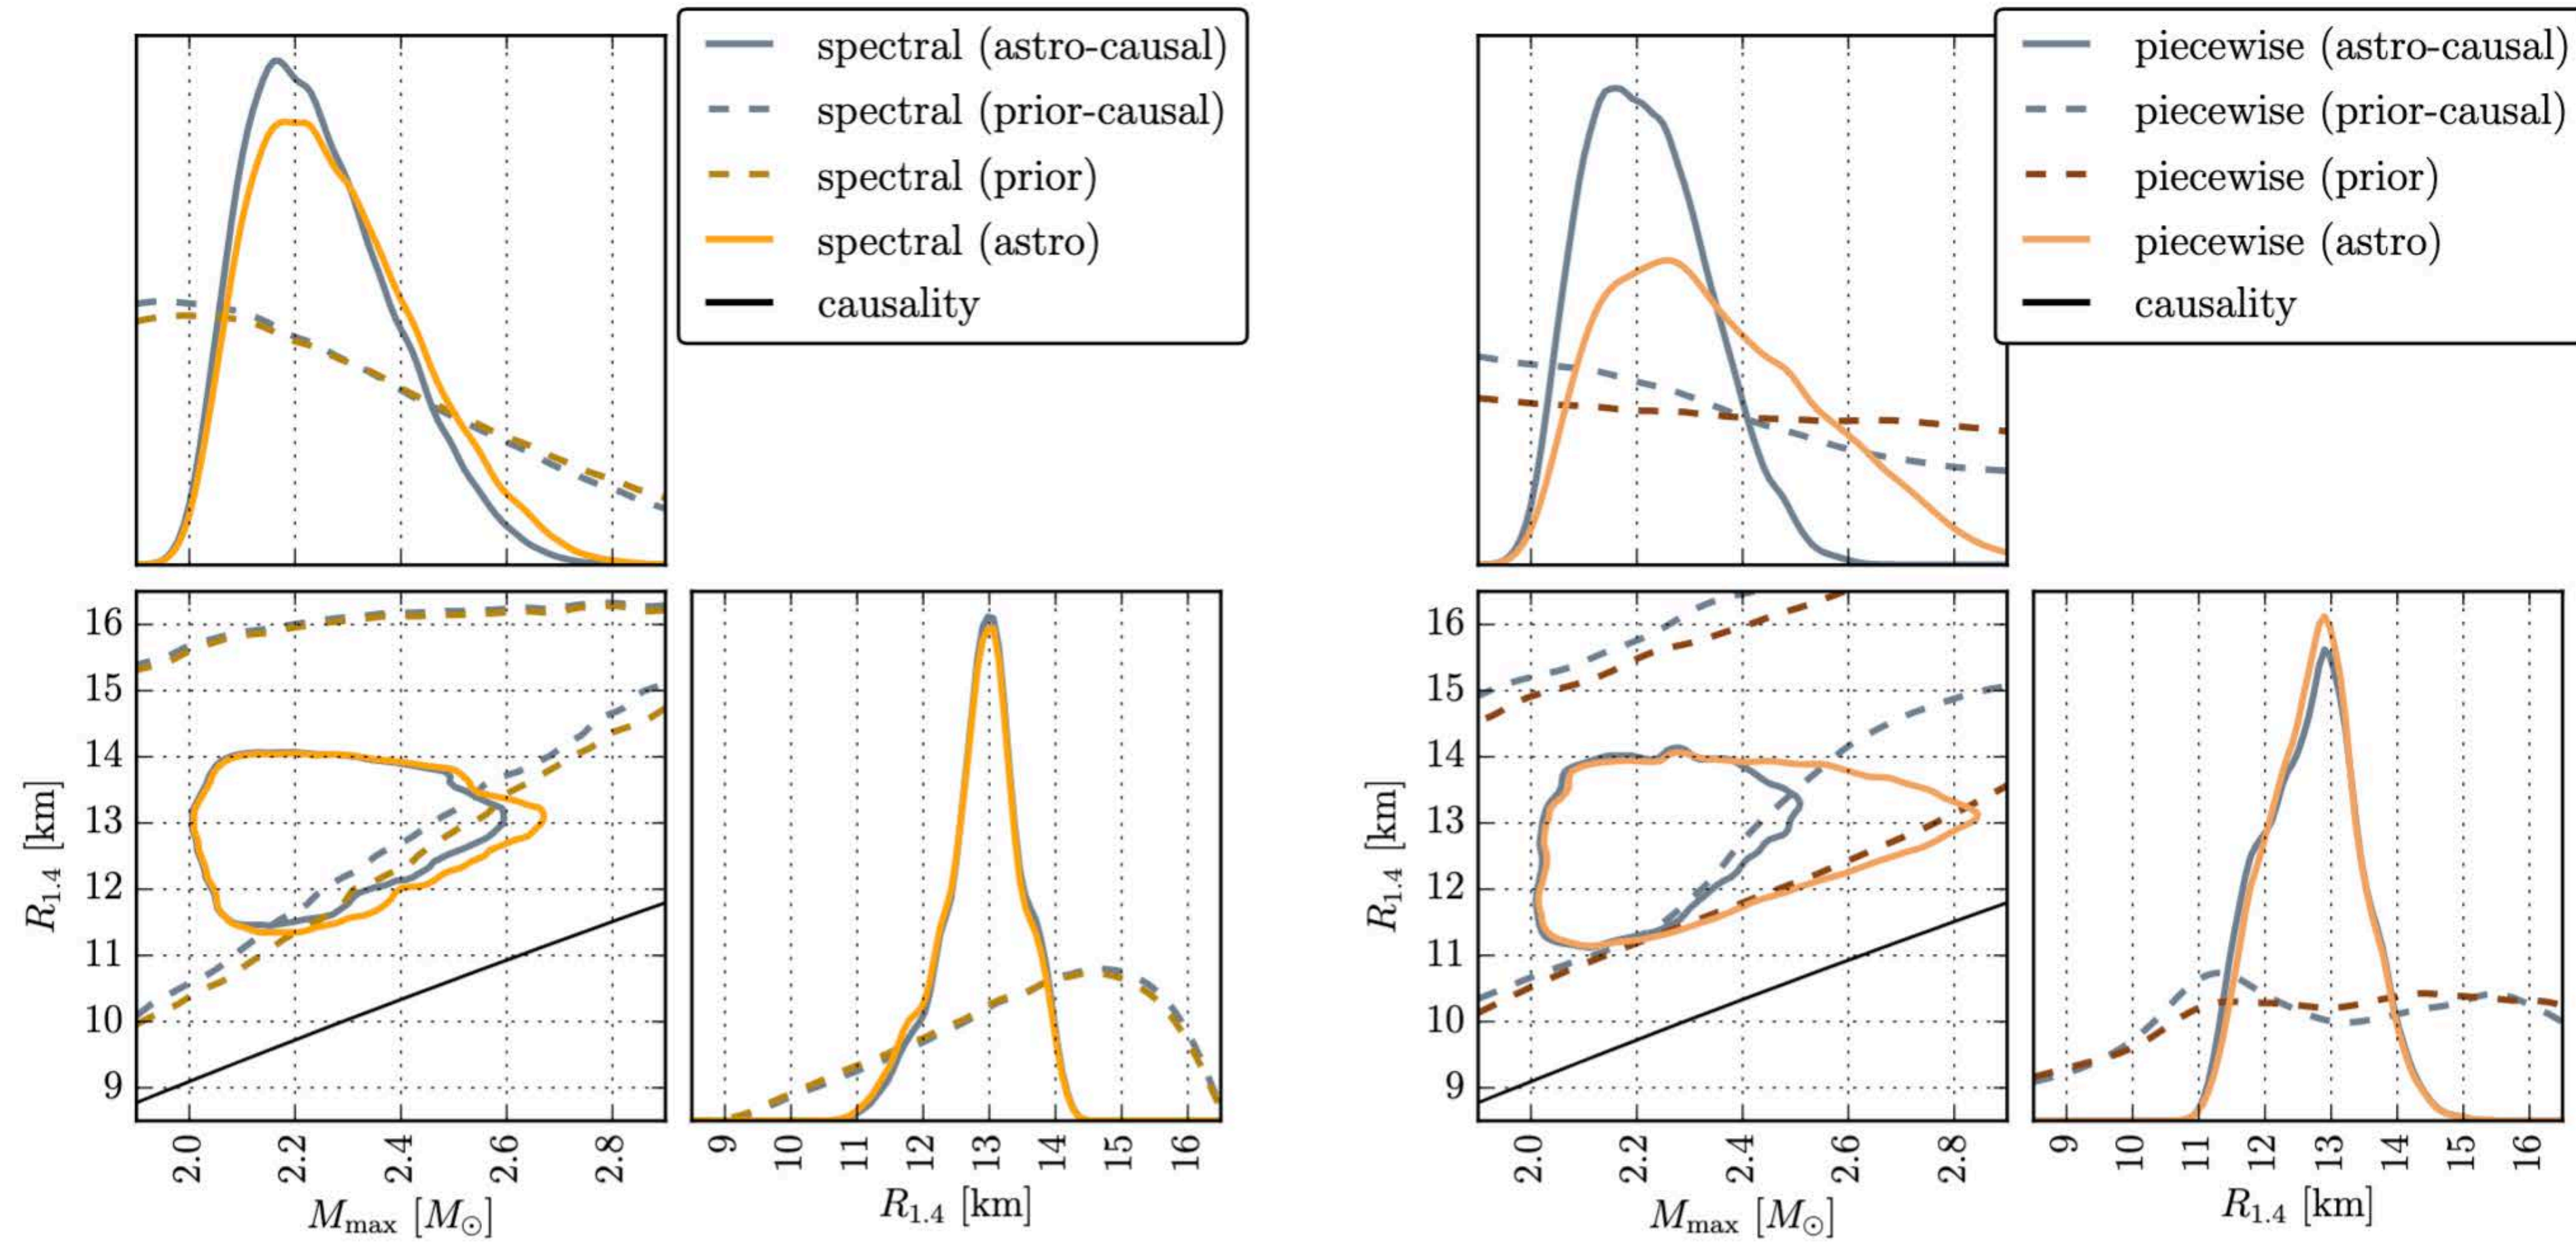 spectral (astro-causal)
spectral (prior-causal)
spectral (prior)
spectral (astro)
causality
16
15
14
13
12
11
10
9
R1.4 [km]
2.0 2.2 2.4 2.6 2.8
Mmax [M⊙]
9 10 11 12 13 14 15 16
R1.4 [km]
piecewise (astro-causal)
piecewise (prior-causal)
piecewise (prior)
piecewise (astro)
causality
16
15
14
13
12
11
10
9
R1.4 [km]
2.0 2.2 2.4 2.6 2.8
Mmax [M⊙]
9 10 11 12 13 14 15 16
R1.4 [km]